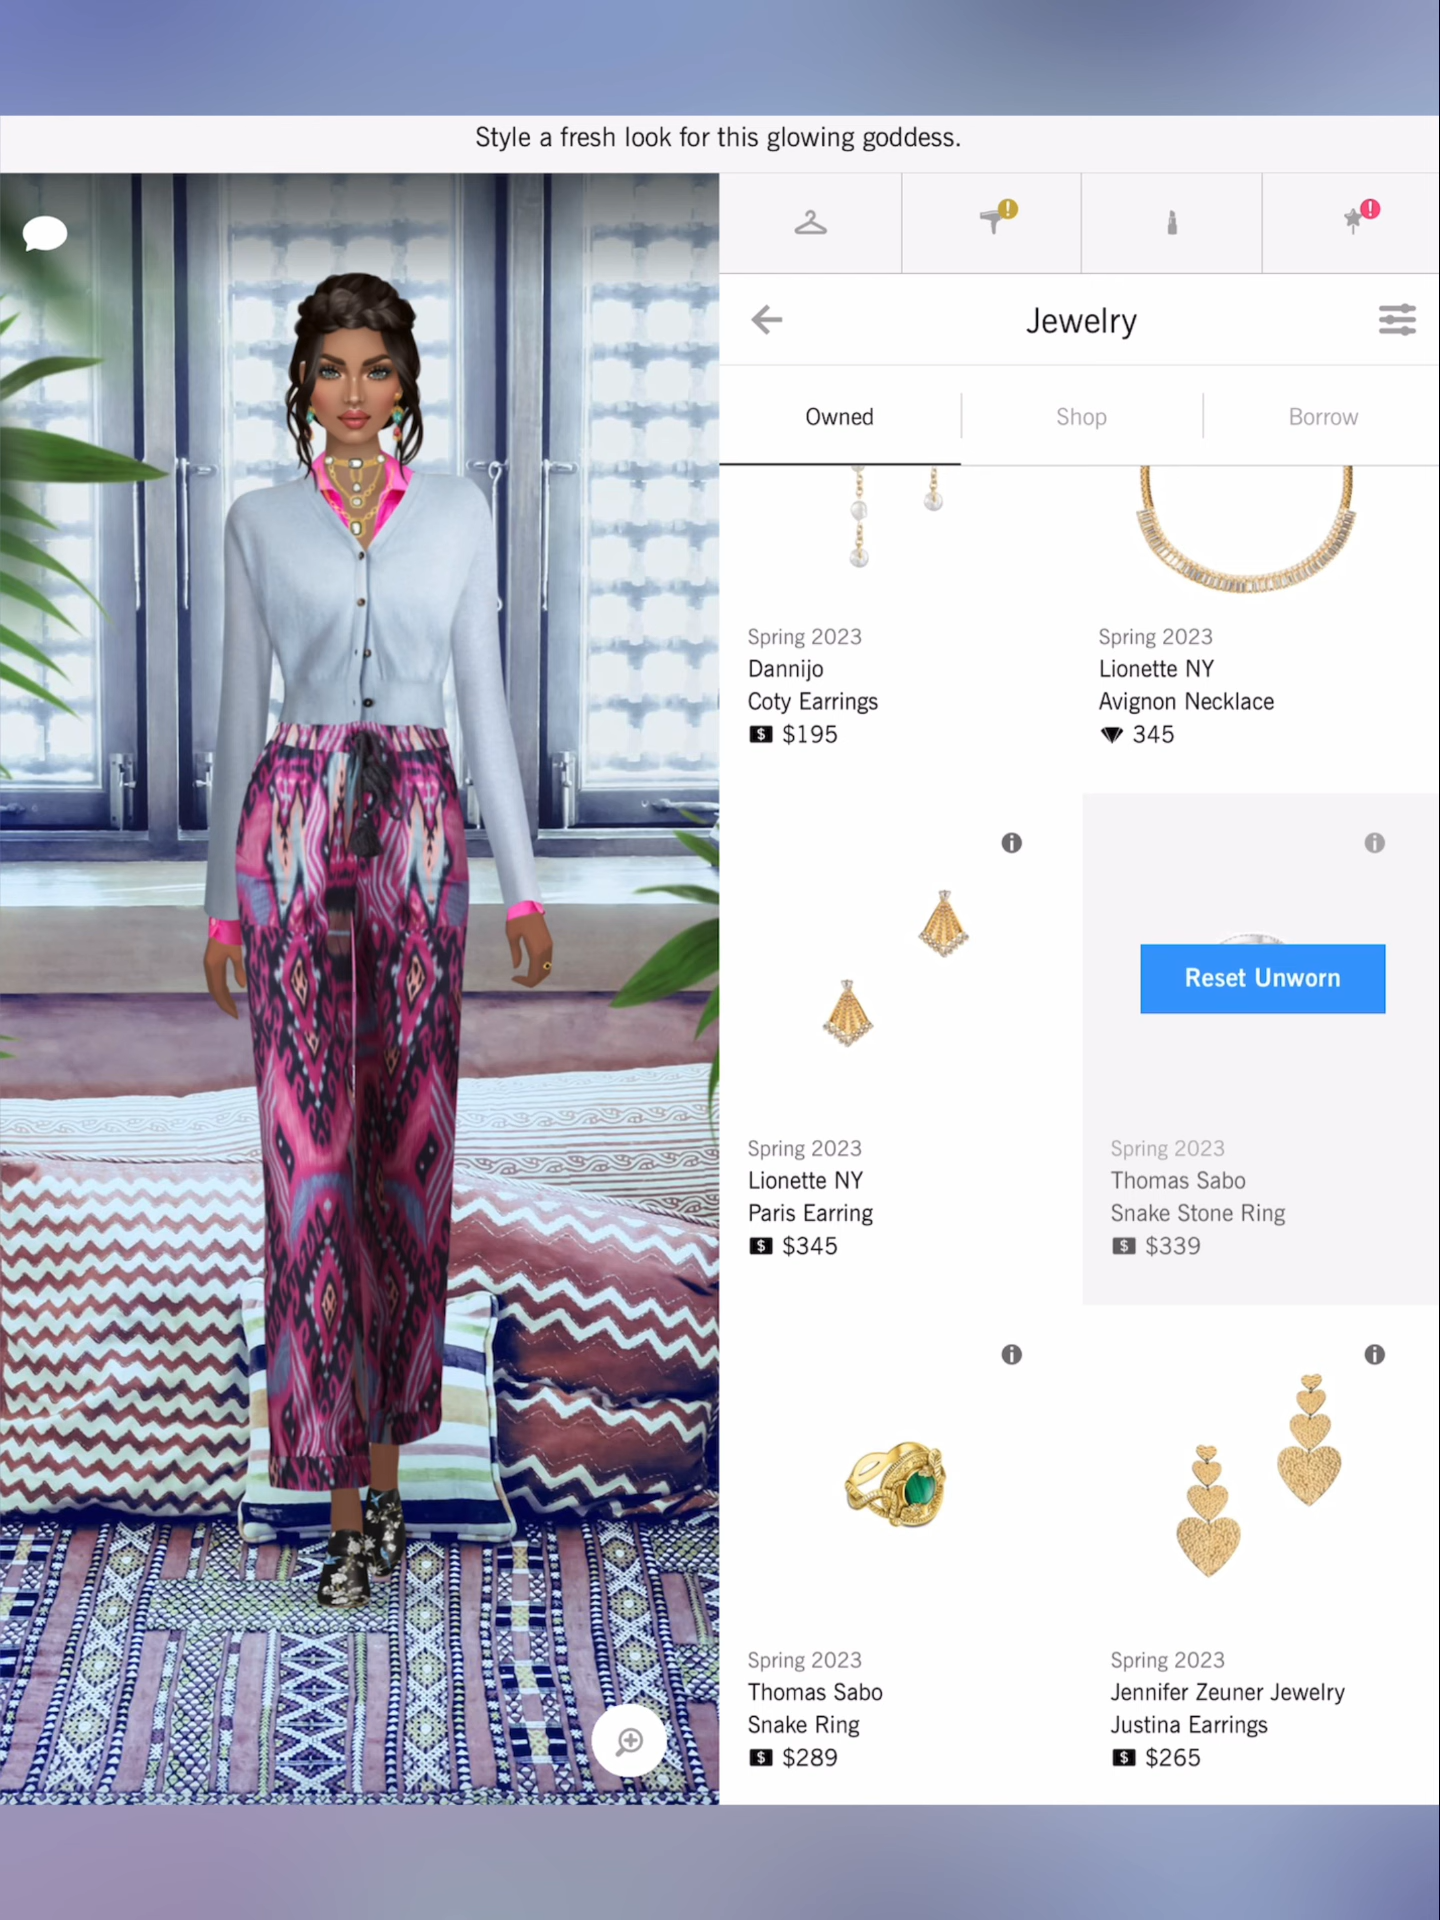 Style a fresh look for this glowing goddess.
Jewelry
Owned
Shop
Borrow
Spring 2023
Dannijo
Coty Earrings
$ $195
Spring 2023
Lionette NY
Avignon Necklace
345
Spring 2023
Lionette NY
Paris Earring
$ $345
Reset Unworn
Spring 2023
Thomas Sabo
Snake Stone Ring
$ $339
Spring 2023
Thomas Sabo
Snake Ring
$ $289
Spring 2023
Jennifer Zeuner Jewelry
Justina Earrings
$ $265